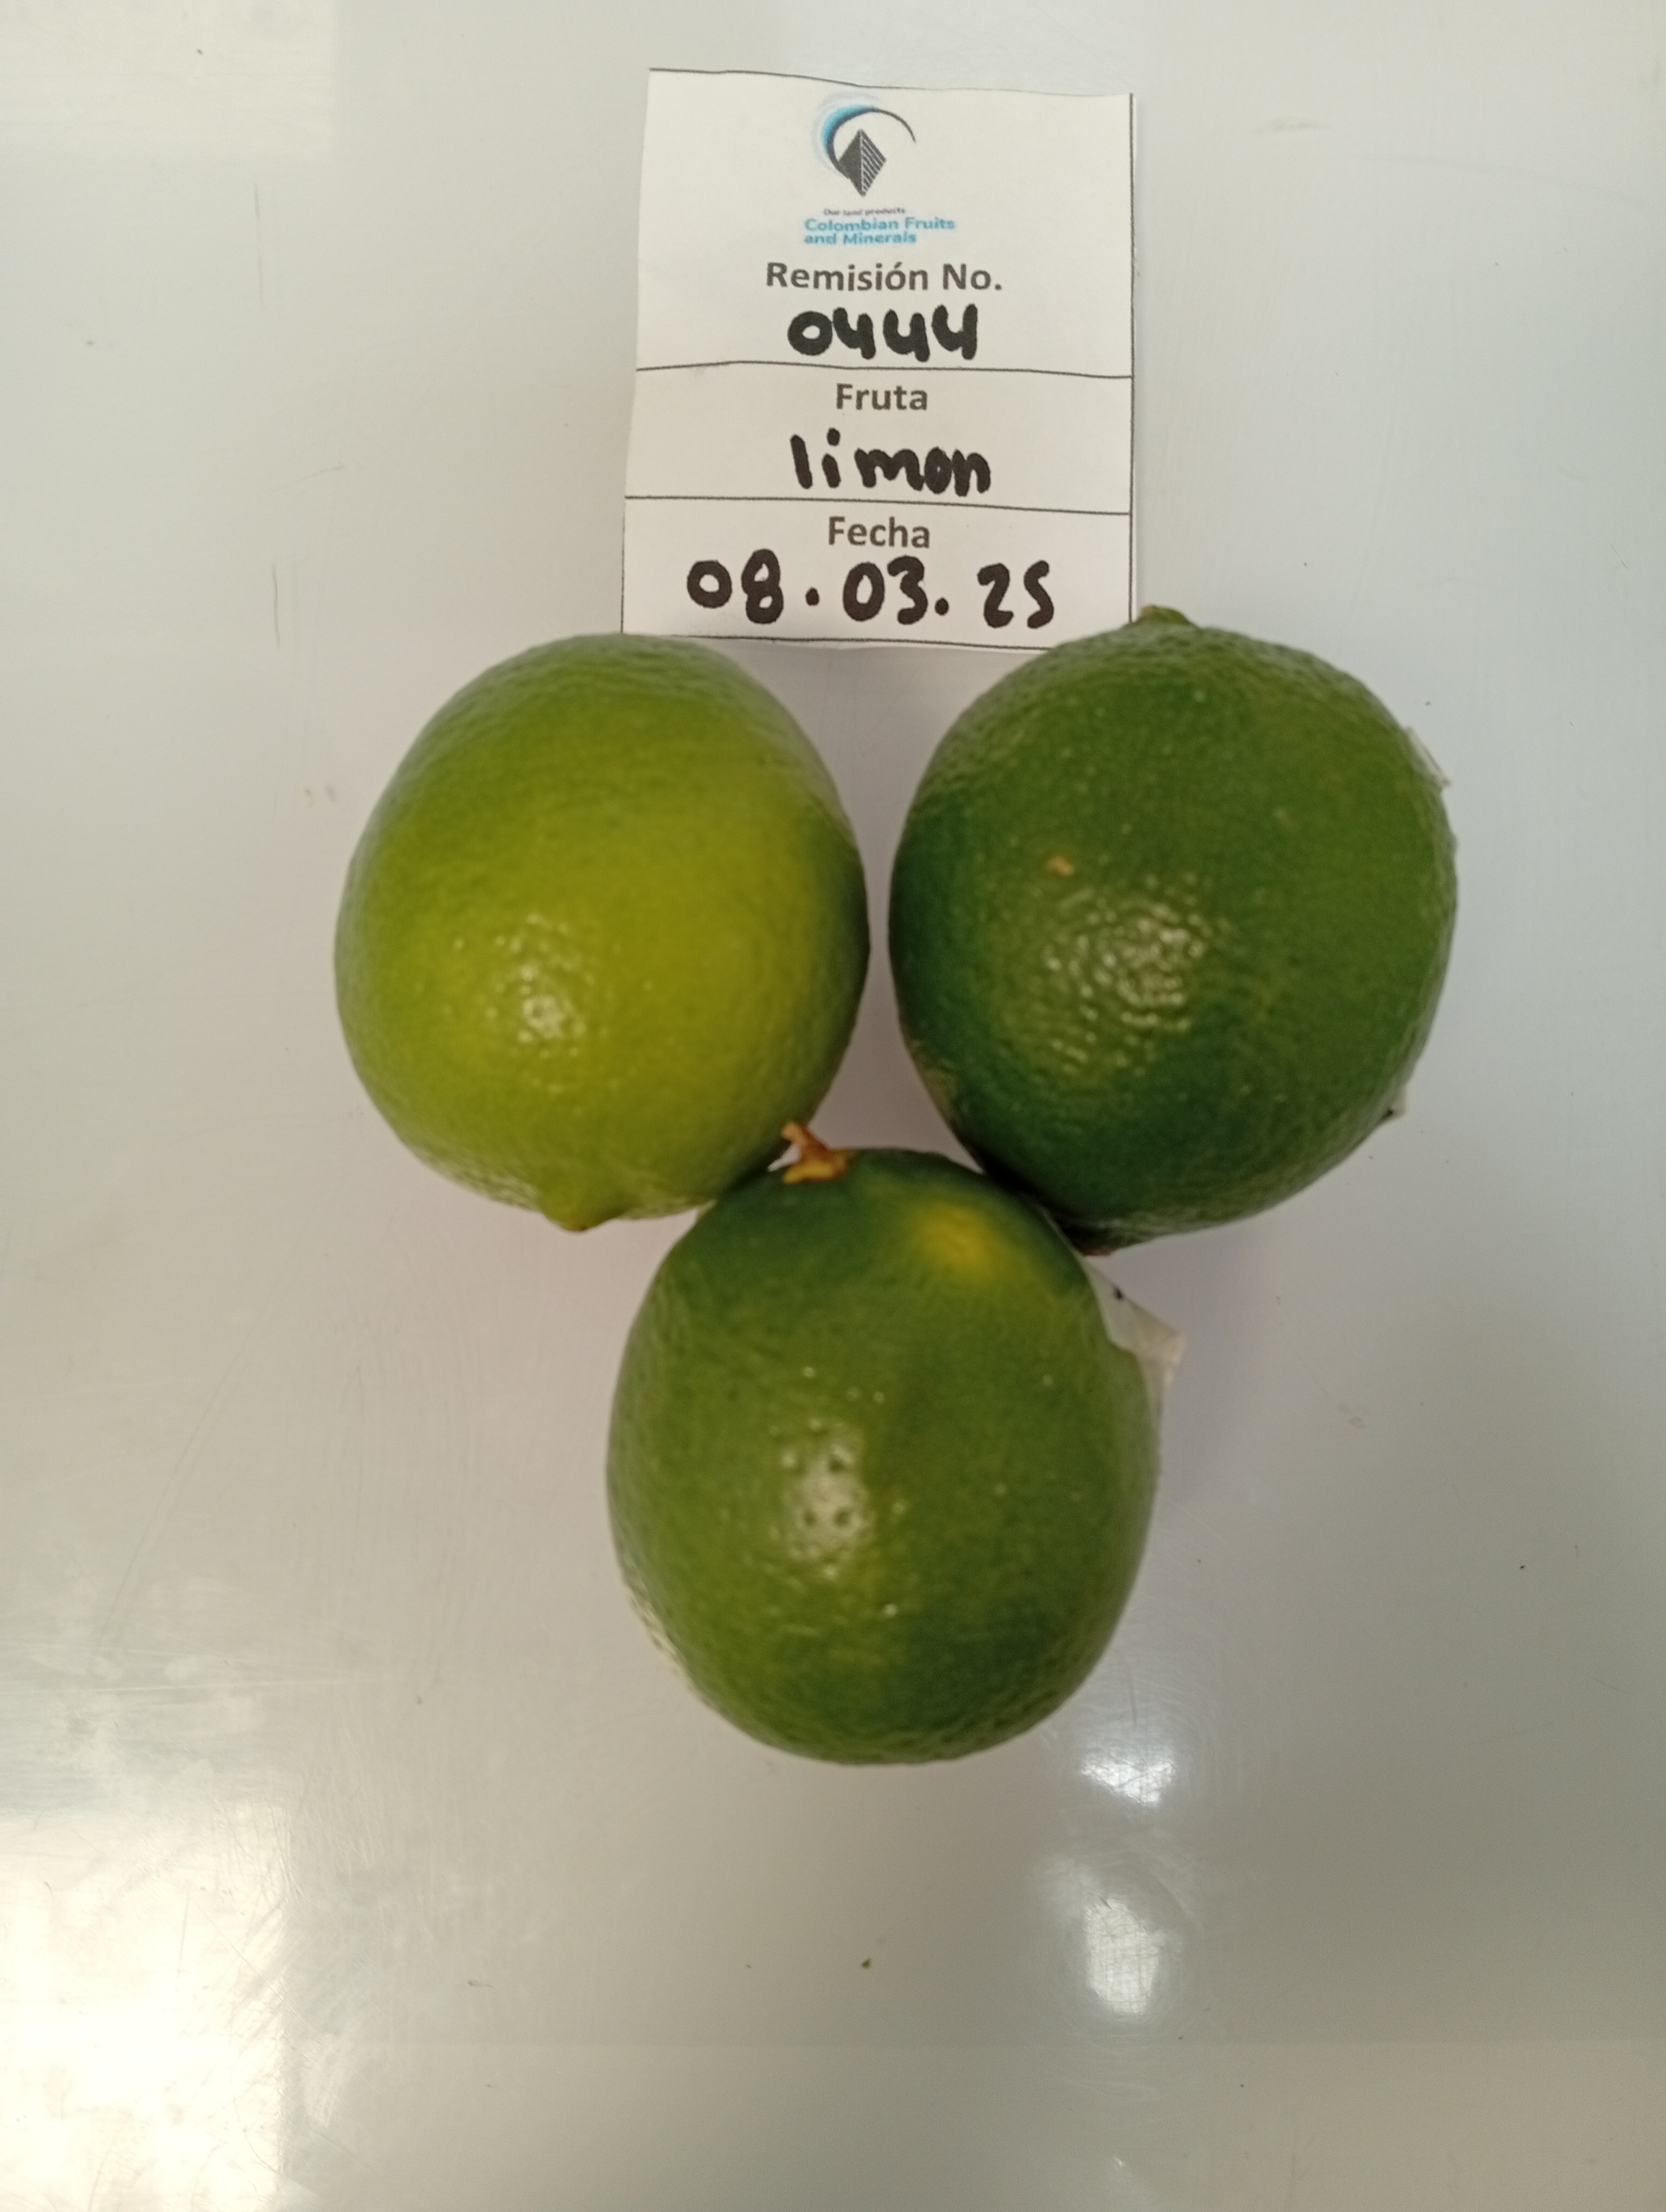 Our land products
Colombian Fruits
and Minerals
Remisión No.
0444
Fruta
limon
Fecha
08.03.25